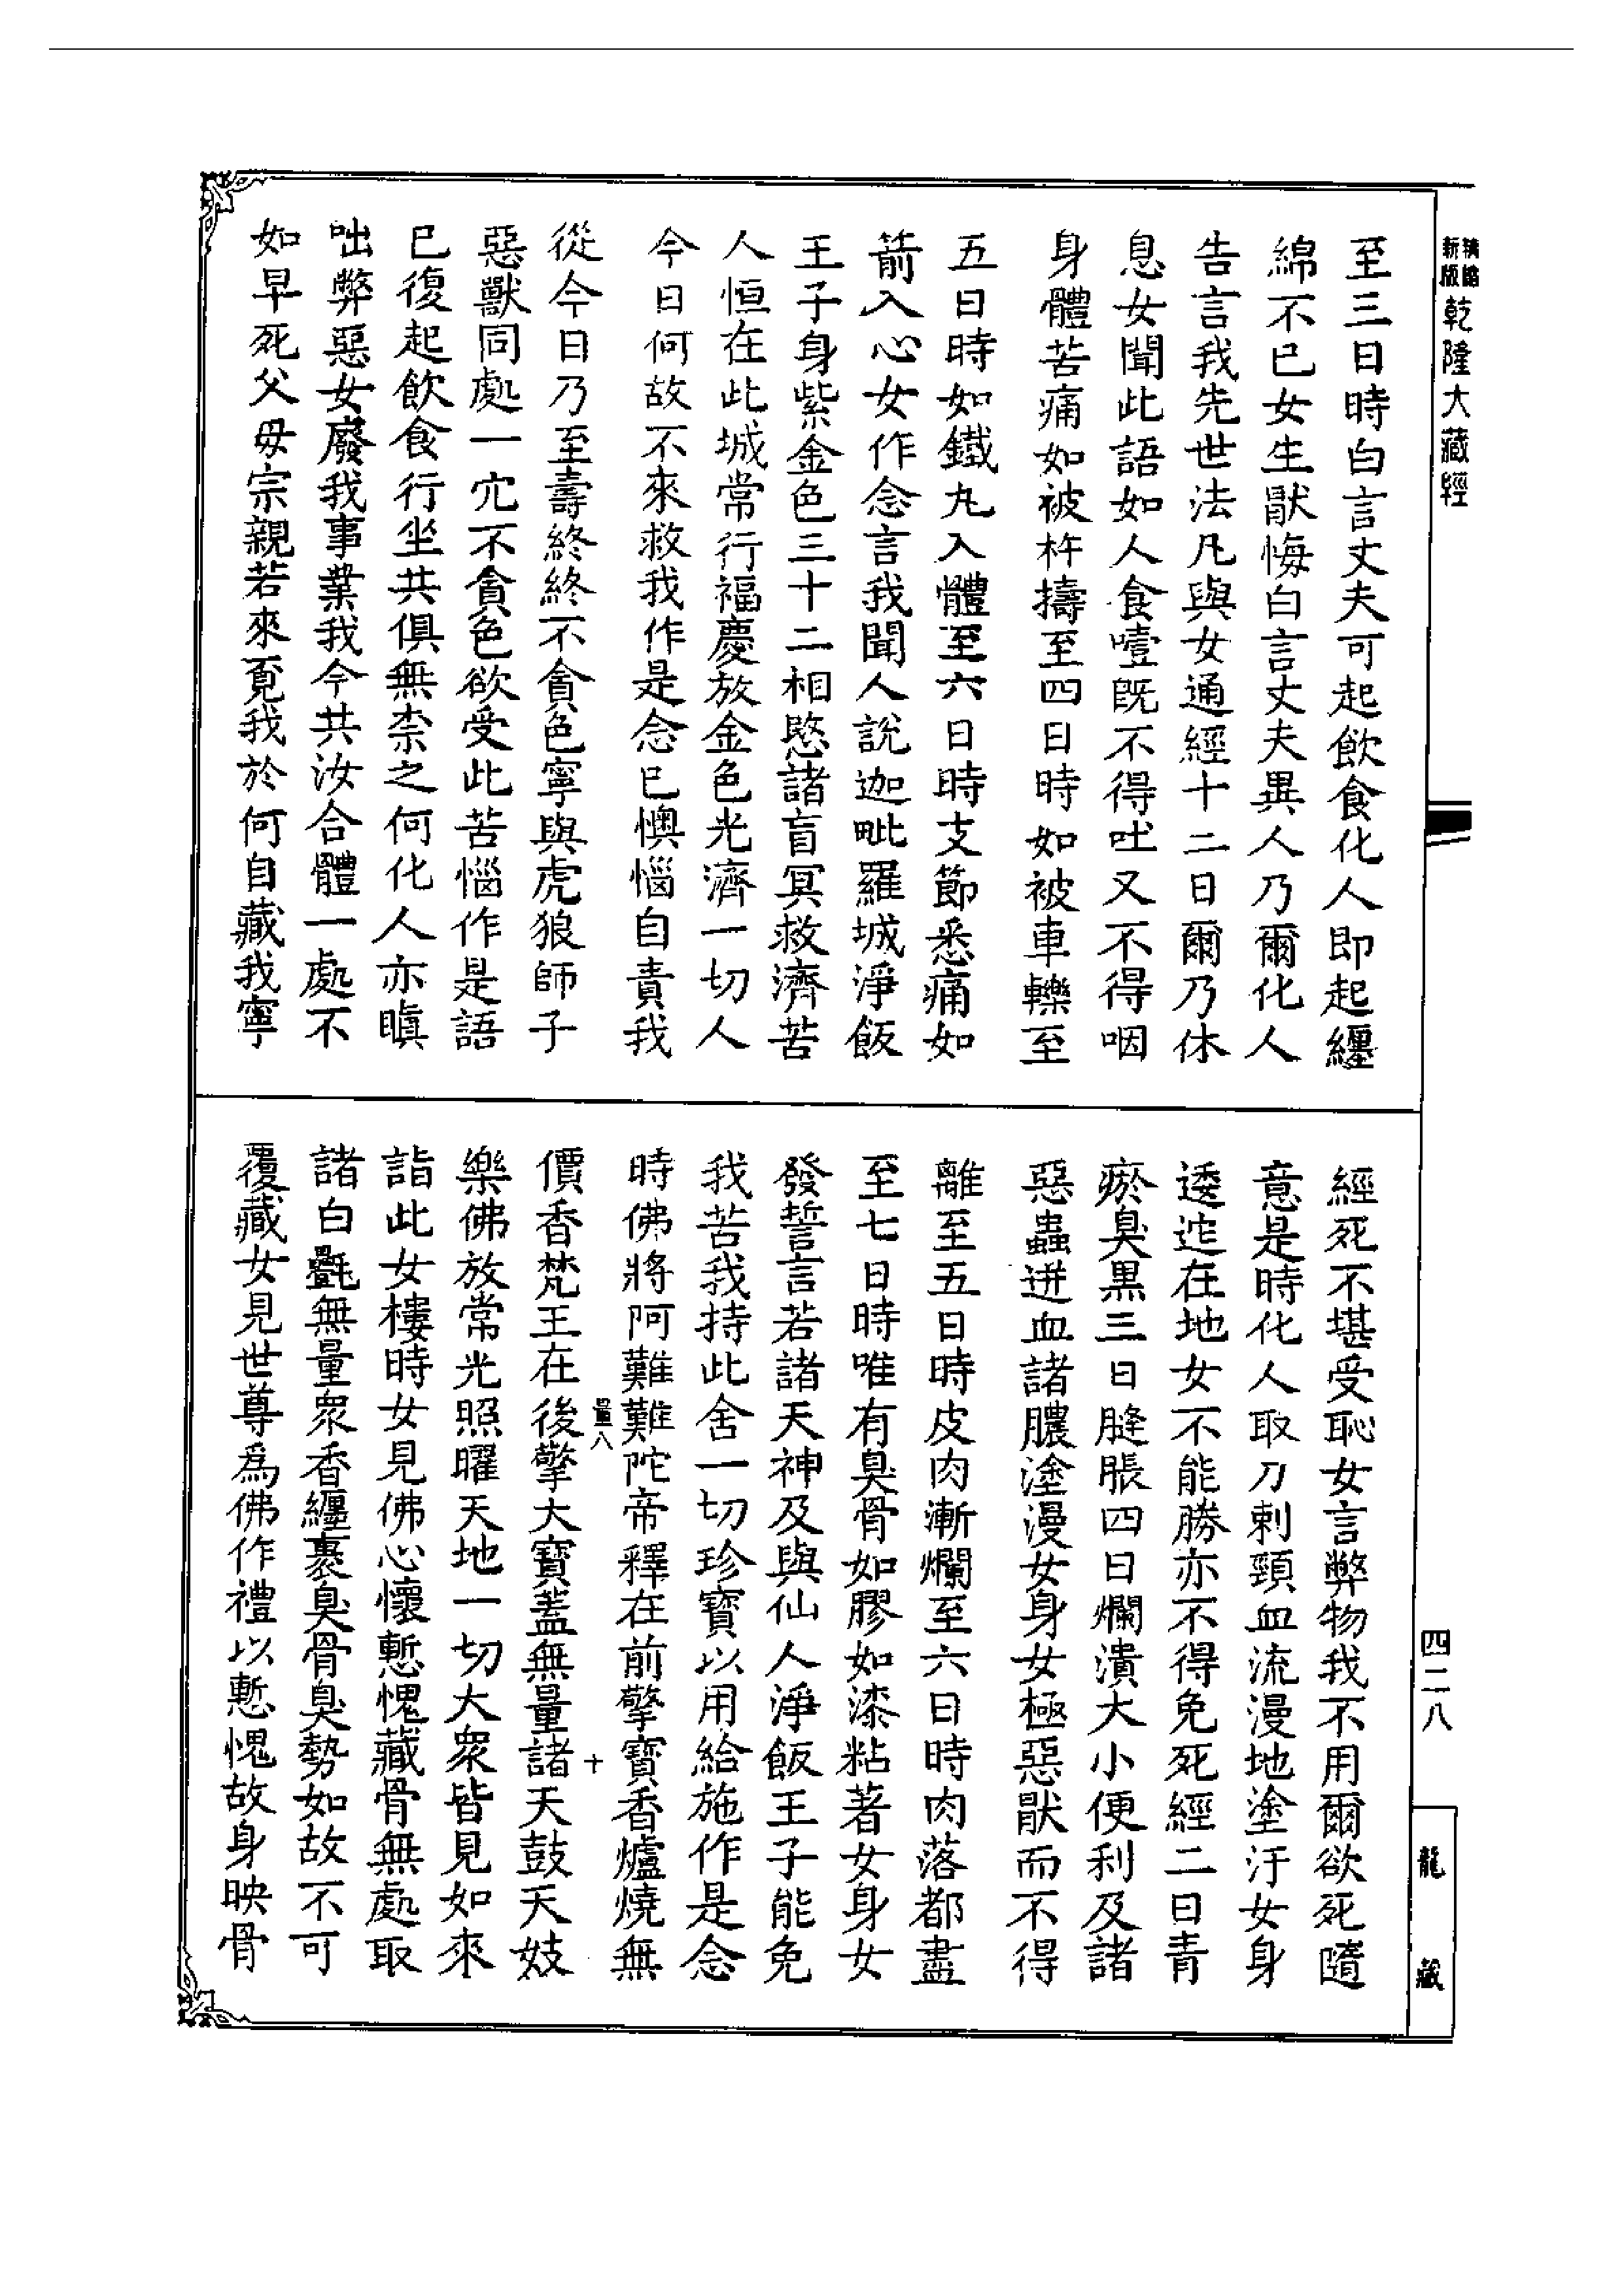 新版
乾隆大藏經
至三日時白言丈夫可起飲食化人即起纏
綿不已女生厭悔白言丈夫異人乃爾化人
告言我先世法凡與女通經十二日爾乃休
息女聞此語如人食噎既不得吐又不得咽
身體苦痛如被杵擣至四日時如被車轢至
五日時如鐵丸入體至六日時支節悉痛如
箭入心女作念言我聞人說迦毗羅城淨飯
王子身紫金色三十二相愍諸盲冥救濟苦
人恒在此城常行福慶放金色光濟一切人
今日何故不來救我作是念已懊惱自責我
從今日乃至壽終終不貪色寧與虎狼師子
惡獸同處一穴不貪色欲受此苦惱作是語
已復起飲食行坐共俱無柰之何化人亦瞋
咄弊惡女廢我事業我今共汝合體一處不
如早死父母宗親若來覓我於何自藏我寧
經死不堪受恥女言弊物我不用爾欲死隨
意是時化人取刀刺頸血流漫地塗汙女身
逶迆在地女不能勝亦不得免死經二日青
瘀臭黑三日膖脹四日爛潰大小便利及諸
惡蟲迸血諸膿塗漫女身女極惡厭而不得
離至五日時皮肉漸爛至六日時肉落都盡
至七日時唯有臭骨如膠如漆粘著女身女
發誓言若諸天神及與仙人淨飯王子能免
我苦我持此舍一切珍寶以用給施作是念
時佛將阿難難陀帝釋在前擎寶香爐燒無
量八 十
價香梵王在後擎大寶蓋無量諸天鼓天妓
樂佛放常光照曜天地一切大眾皆見如來
詣此女樓時女見佛心懷慙愧藏骨無處取
諸白㲲無量眾香纏裹臭骨臭勢如故不可
覆藏女見世尊為佛作禮以慙愧故身映骨
四二八
龍藏